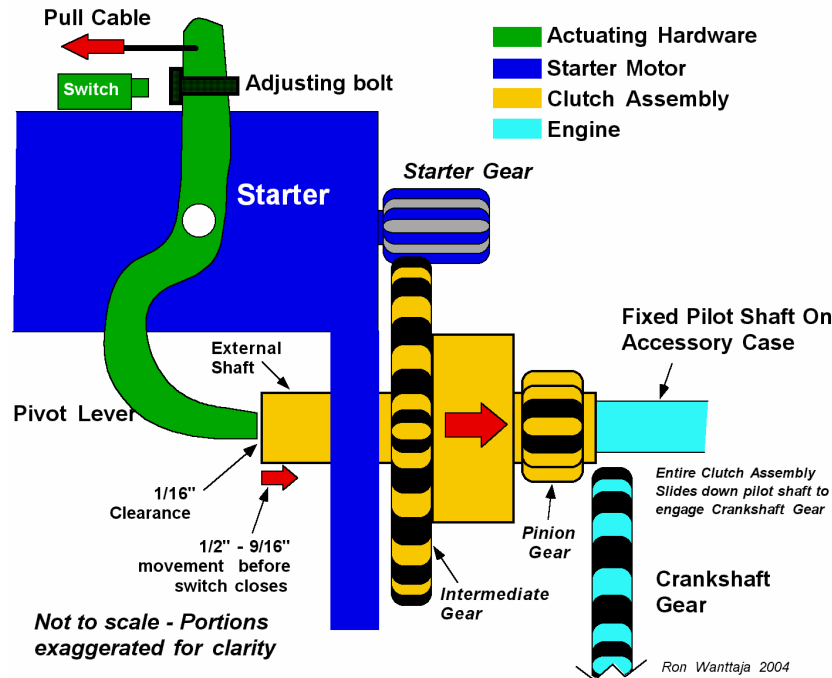 Pull Cable
Switch
Adjusting bolt
Actuating Hardware
Starter Motor
Clutch Assembly
Engine
Starter Gear
Starter
External
Shaft
Fixed Pilot Shaft On
Accessory Case
Pivot Lever
1/16"
Clearance
1/2" - 9/16"
movement before
switch closes
Pinion
Gear
Entire Clutch Assembly
Slides down pilot shaft to
engage Crankshaft Gear
Intermediate
Gear
Crankshaft
Gear
Not to scale - Portions
exaggerated for clarity
Ron Wanttaja 2004